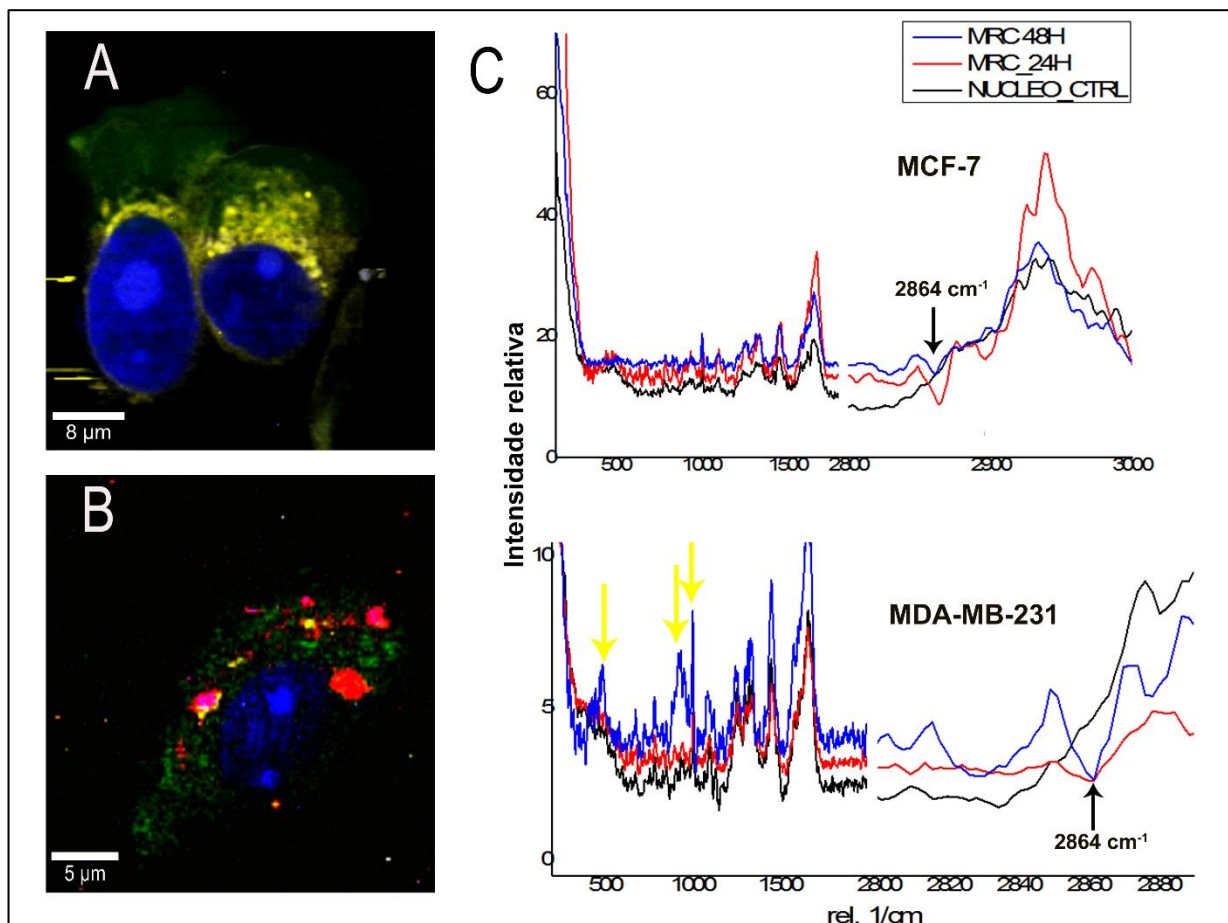 A
8 µm
B
5 µm
C
MRC 48H
MRC_24H
NUCLEO_CTRL
MCF-7
2864 cm-1
Intensidade relativa
60
40
20
0
500 1000 1500 2800 2900 3000
MDA-MB-231
2864 cm-1
10
5
0
500 1000 1500 2800 2820 2840 2860 2880
rel. 1/cm